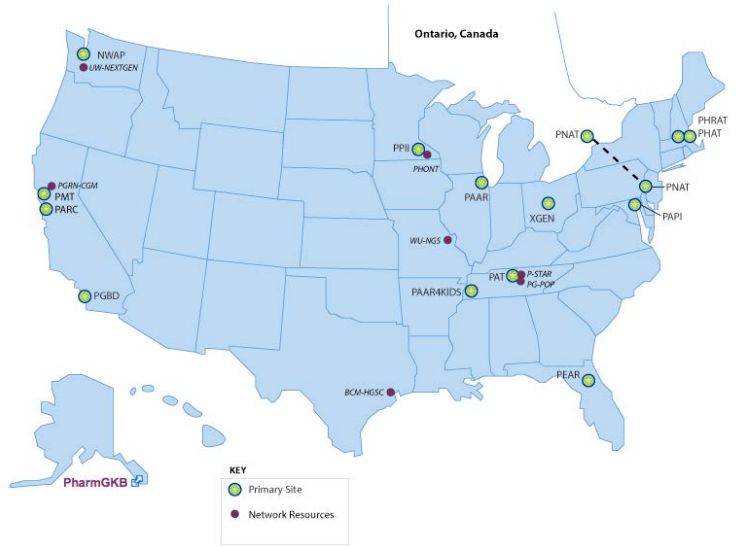 Ontario, Canada
NWAP
UW-NEXTGEN
PHRAT
PHAT
PNAT
PPII
PHONT
PGRN-CGM
PMT
PARC
PAAR
PNAT
PAPI
XGEN
WU-NGS
PAT
P-STAR
PG-POP
PAAR4KIDS
PGBD
PEAR
BCM-HGSC
PharmGKB
KEY
Primary Site
Network Resources